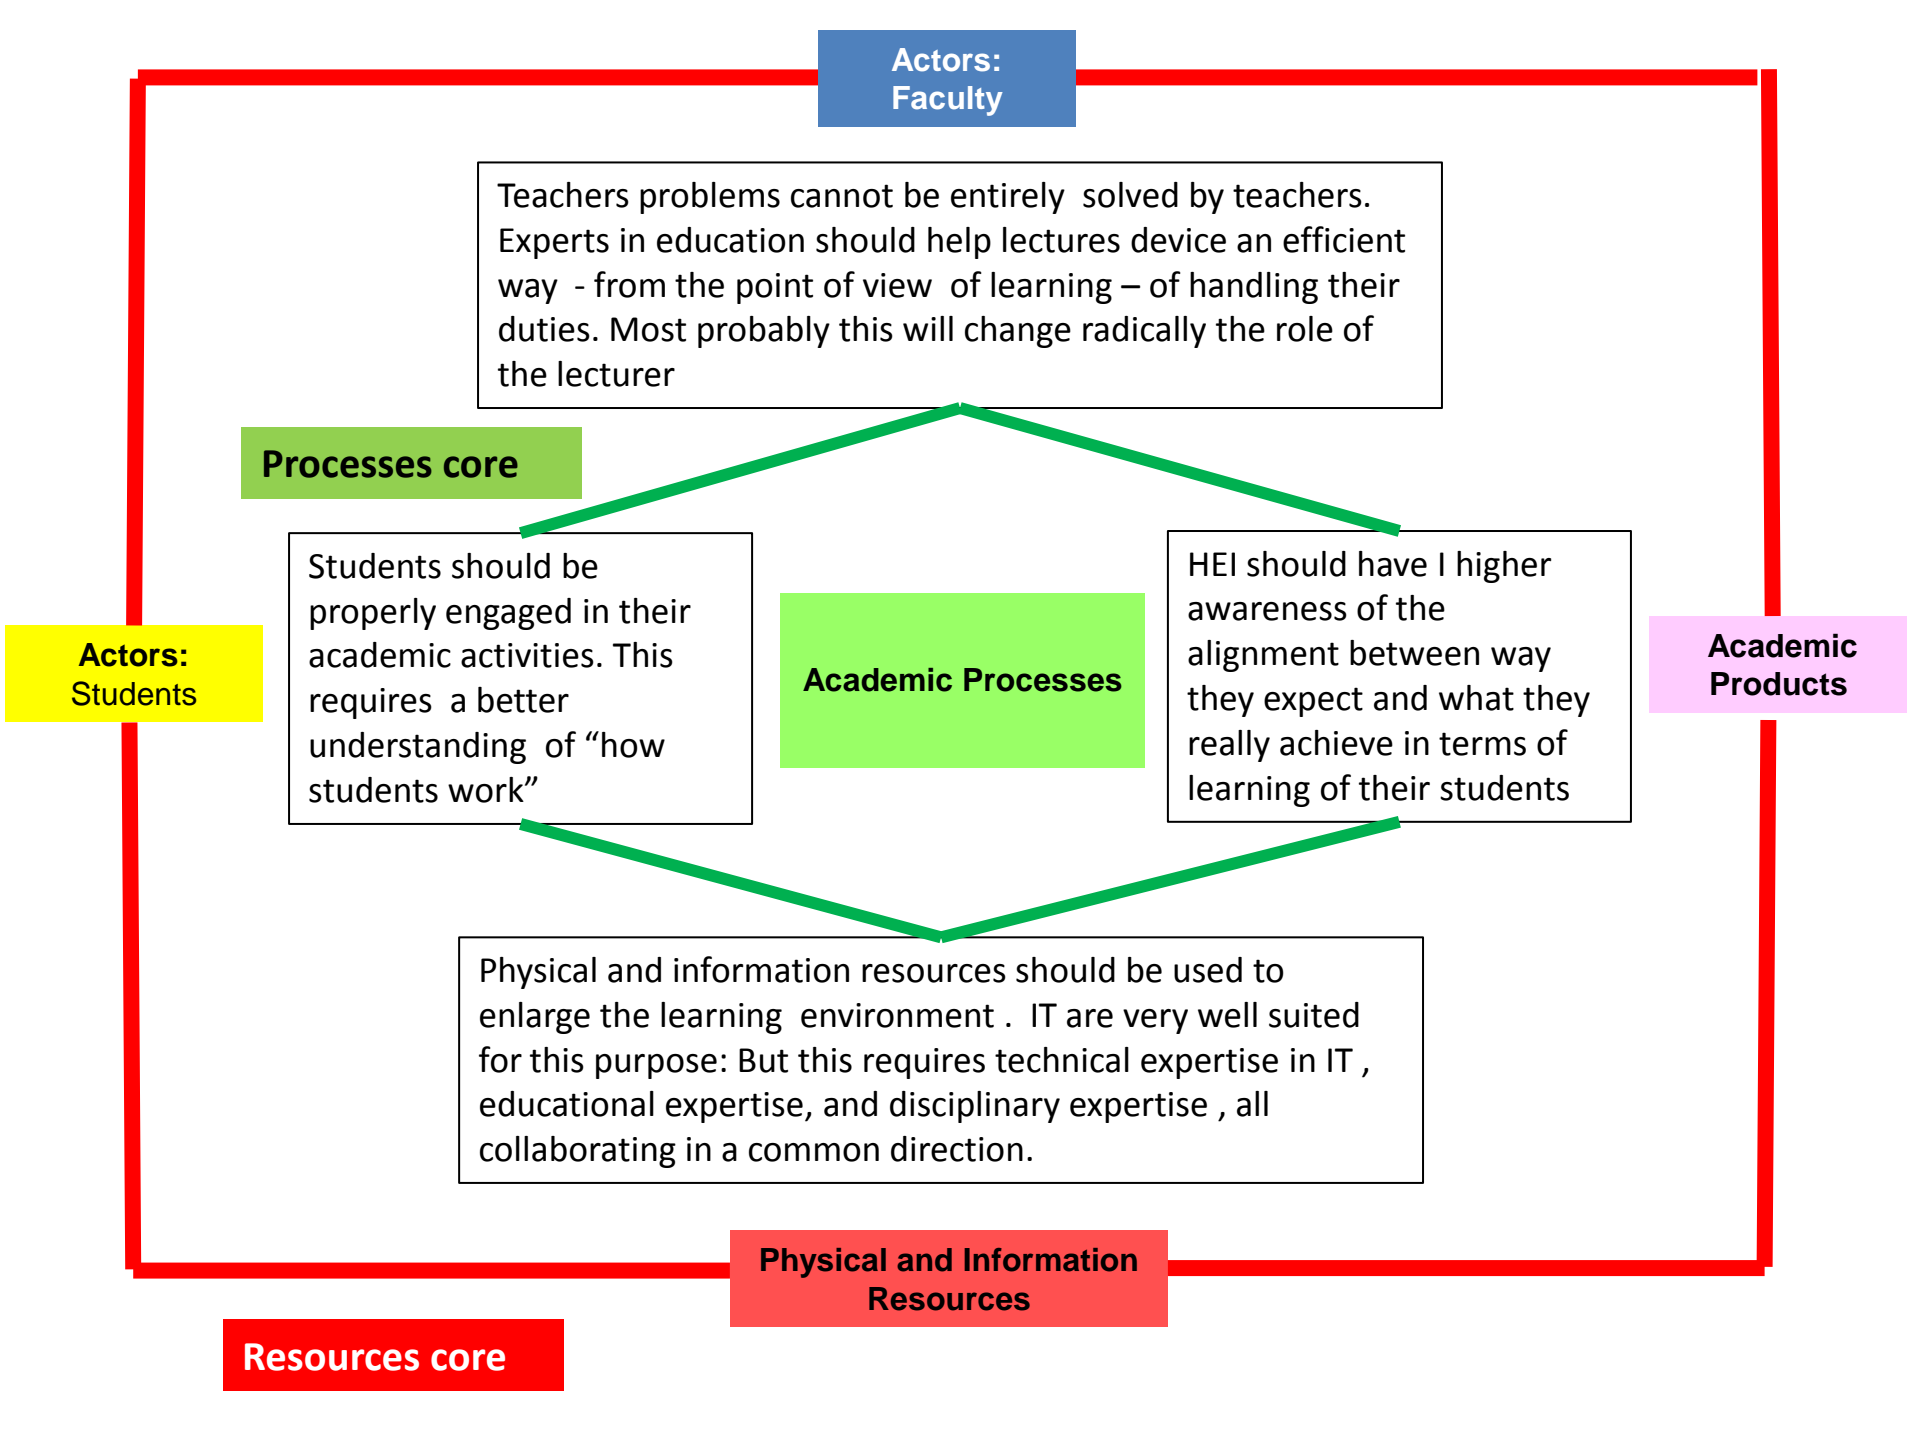 Actors:
Faculty
Teachers problems cannot be entirely  solved by teachers.
Experts in education should help lectures device an efficient
way  - from the point of view  of learning – of handling their
duties. Most probably this will change radically the role of
the lecturer
Processes core
Students should be
properly engaged in their
academic activities. This
requires  a better
understanding  of “how
students work”
HEI should have I higher
awareness of the
alignment between way
they expect and what they
really achieve in terms of
learning of their students
Actors:
Students
Academic Processes
Academic
Products
Physical and information resources should be used to
enlarge the learning  environment .  IT are very well suited
for this purpose: But this requires technical expertise in IT ,
educational expertise, and disciplinary expertise , all
collaborating in a common direction.
Physical and Information
Resources
Resources core